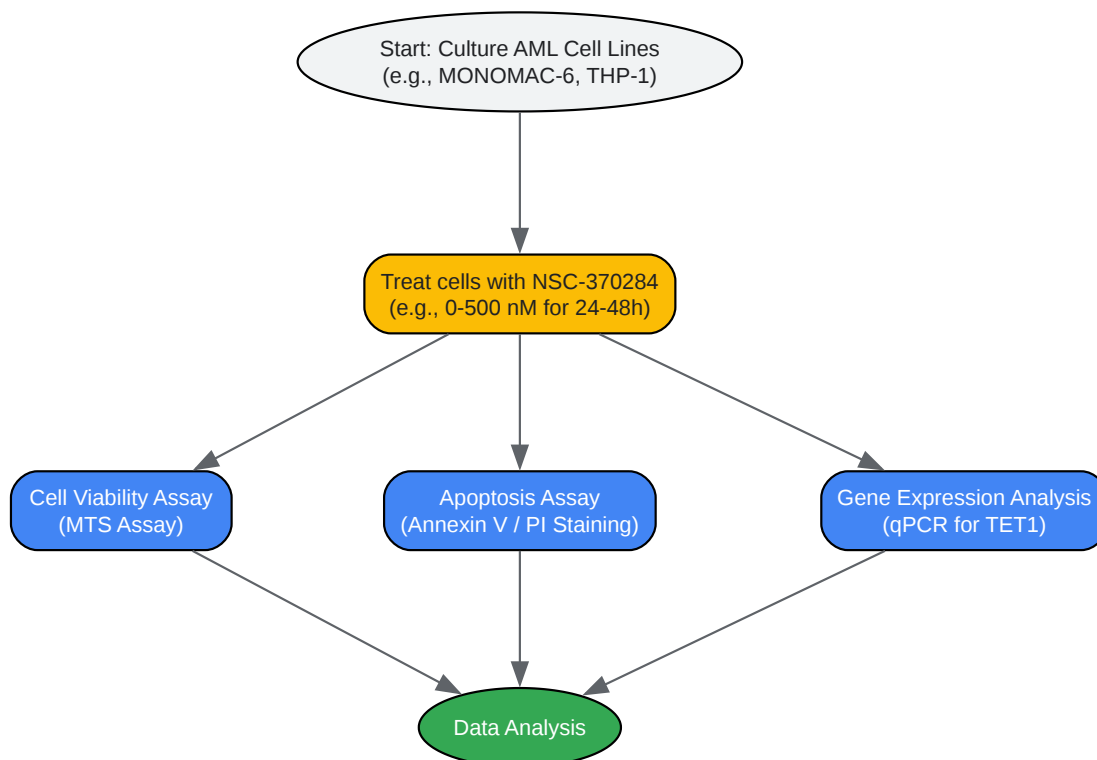 Start: Culture AML Cell Lines
(e.g., MONOMAC-6, THP-1)
Treat cells with NSC-370284
(e.g., 0-500 nM for 24-48h)
Cell Viability Assay
(MTS Assay)
Apoptosis Assay
(Annexin V / PI Staining)
Gene Expression Analysis
(qPCR for TET1)
Data Analysis